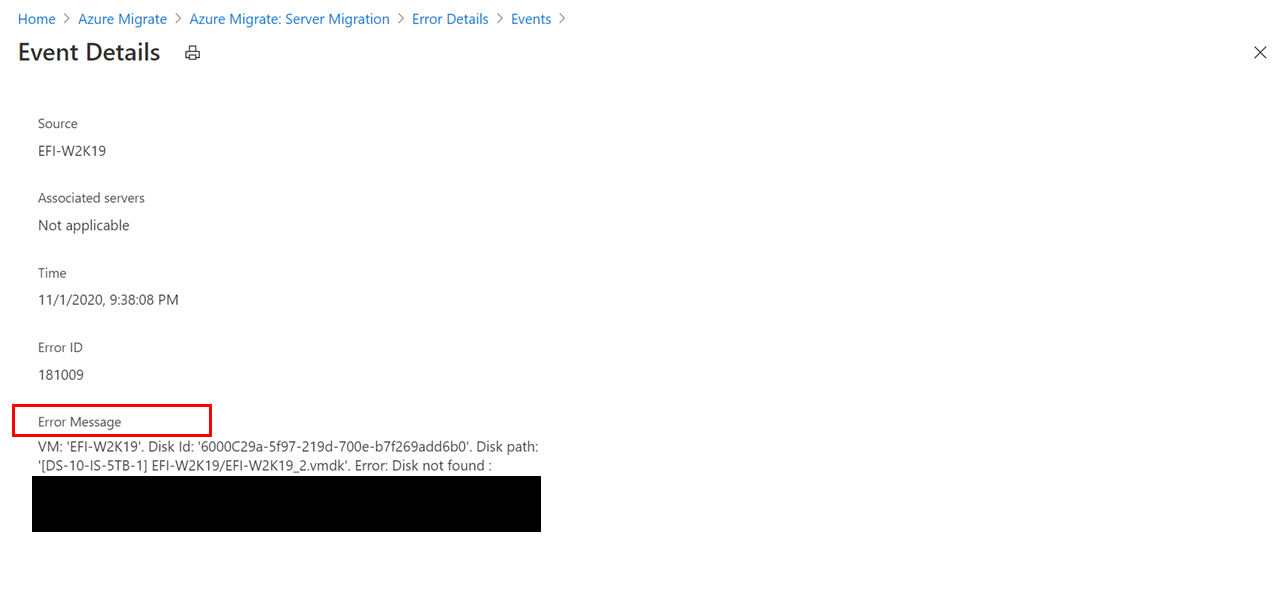 Home > Azure Migrate > Azure Migrate: Server Migration > Error Details > Events >
Event Details
Source
EFI-W2K19
Associated servers
Not applicable
Time
11/1/2020, 9:38:08 PM
Error ID
181009
Error Message
VM: 'EFI-W2K19'. Disk Id: '6000C29a-5f97-219d-700e-b7f269add6b0'. Disk path:
'[DS-10-IS-5TB-1] EFI-W2K19/EFI-W2K19_2.vmdk'. Error: Disk not found :